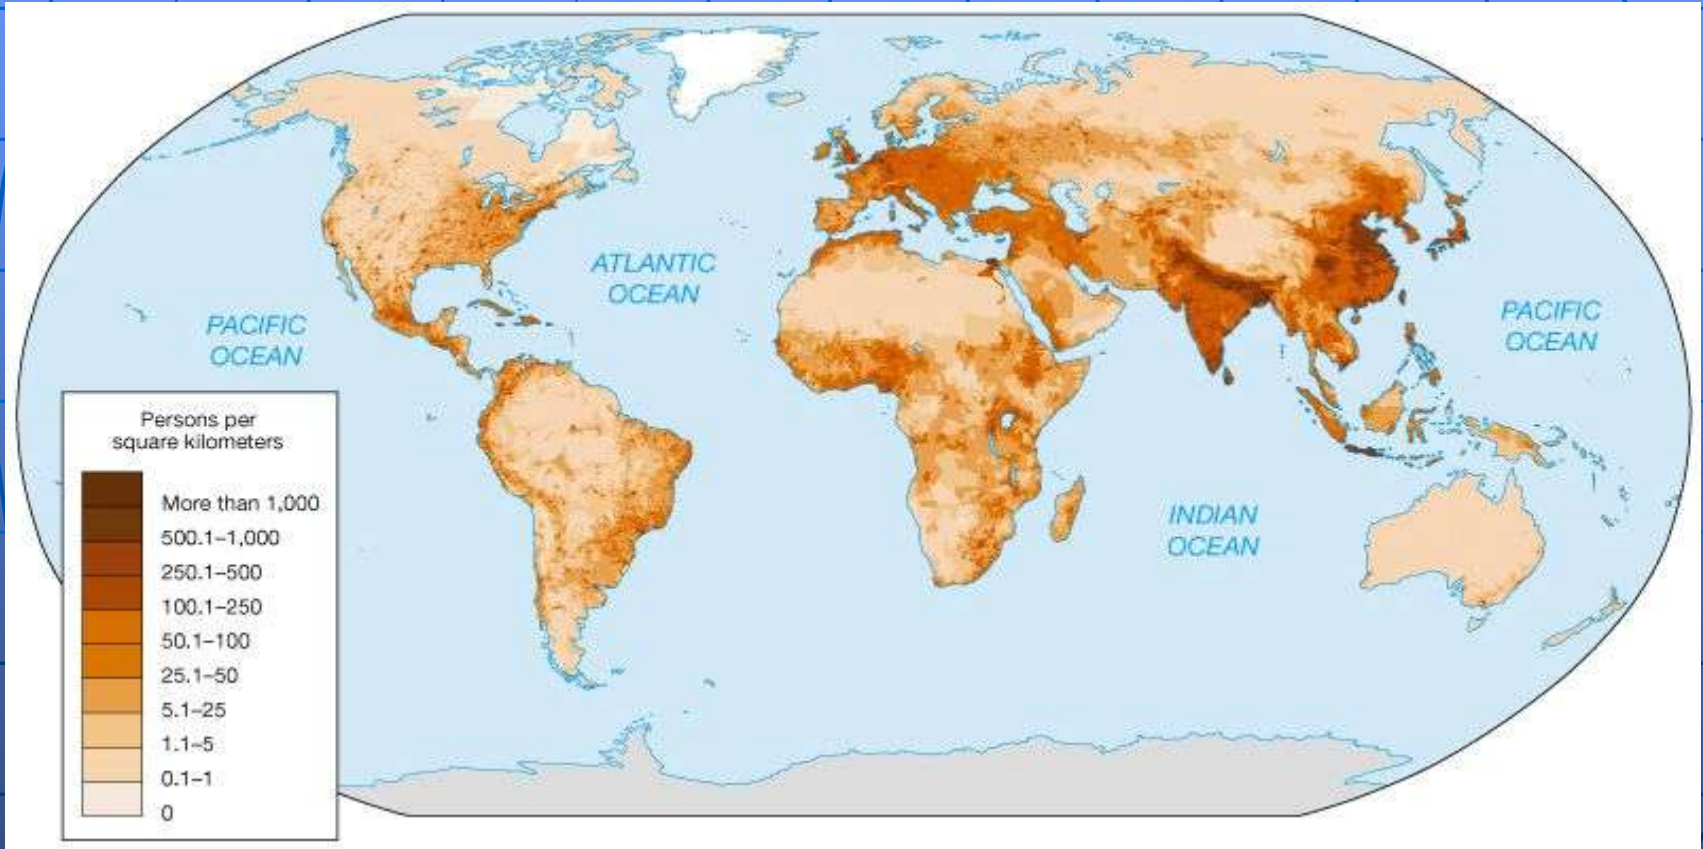 ATLANTIC
OCEAN
PACIFIC
OCEAN
PACIFIC
OCEAN
INDIAN
OCEAN
Persons per
square kilometers
More than 1,000
500.1–1,000
250.1–500
100.1–250
50.1–100
25.1–50
5.1–25
1.1–5
0.1–1
0